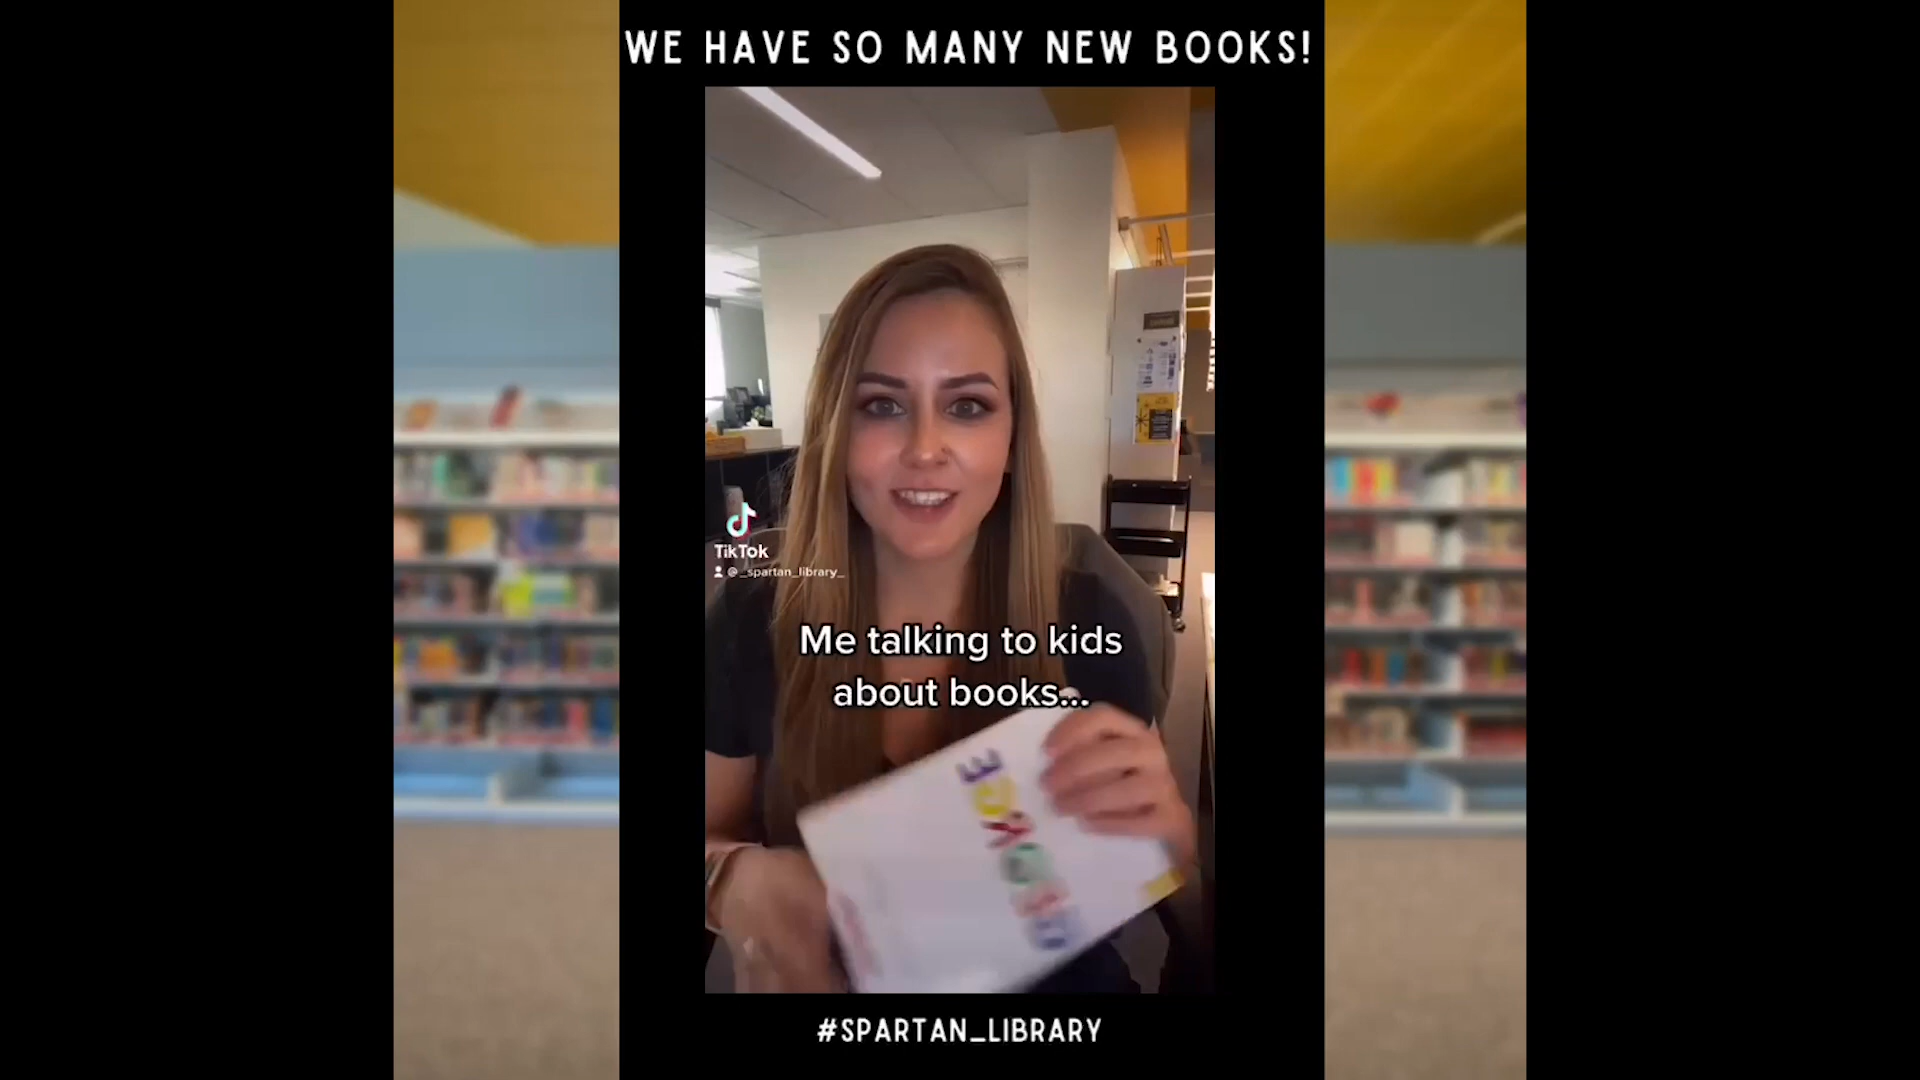 WE HAVE SO MANY NEW BOOKS!
TikTok
@_spartan_library_
Me talking to kids
about books...
#SPARTAN_LIBRARY